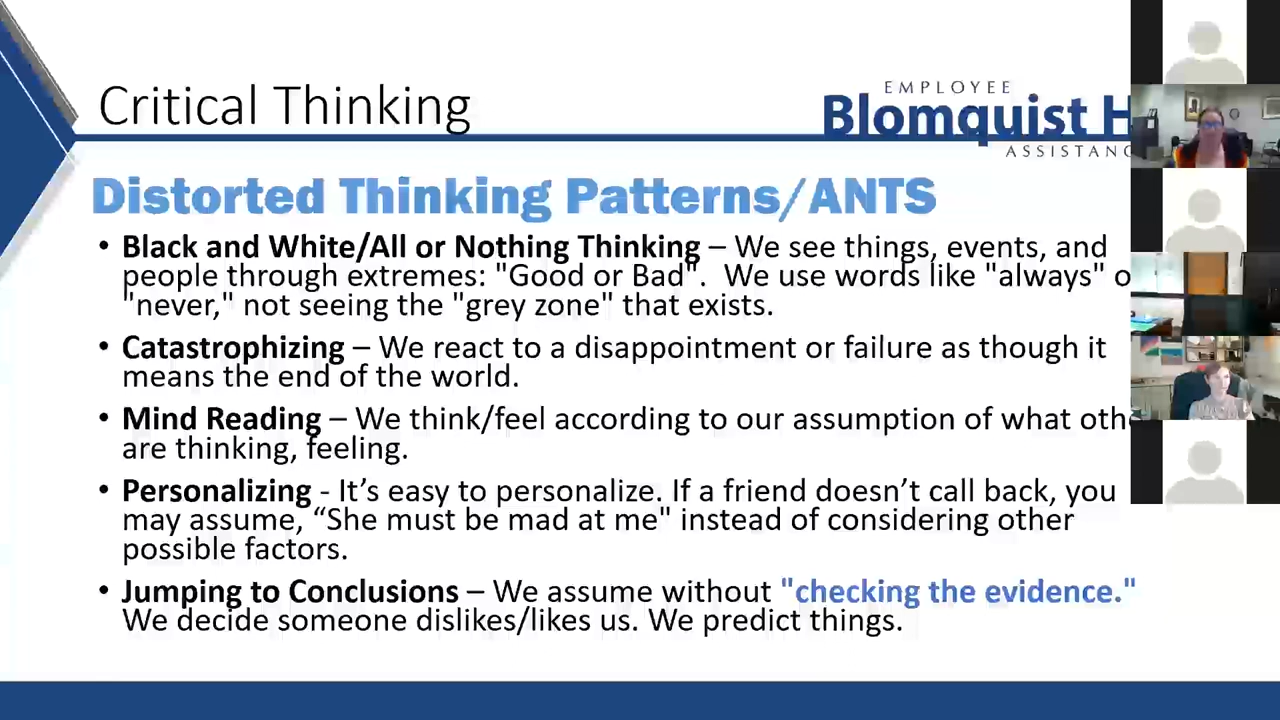 Critical Thinking
EMPLOYEE
Blomquist H
ASSISTANC
Distorted Thinking Patterns/ANTS
• Black and White/All or Nothing Thinking – We see things, events, and
people through extremes: "Good or Bad".  We use words like "always" o
"never," not seeing the "grey zone" that exists.
• Catastrophizing – We react to a disappointment or failure as though it
means the end of the world.
• Mind Reading – We think/feel according to our assumption of what oth
are thinking, feeling.
• Personalizing - It’s easy to personalize. If a friend doesn’t call back, you
may assume, “She must be mad at me" instead of considering other
possible factors.
• Jumping to Conclusions – We assume without "checking the evidence."
We decide someone dislikes/likes us. We predict things.